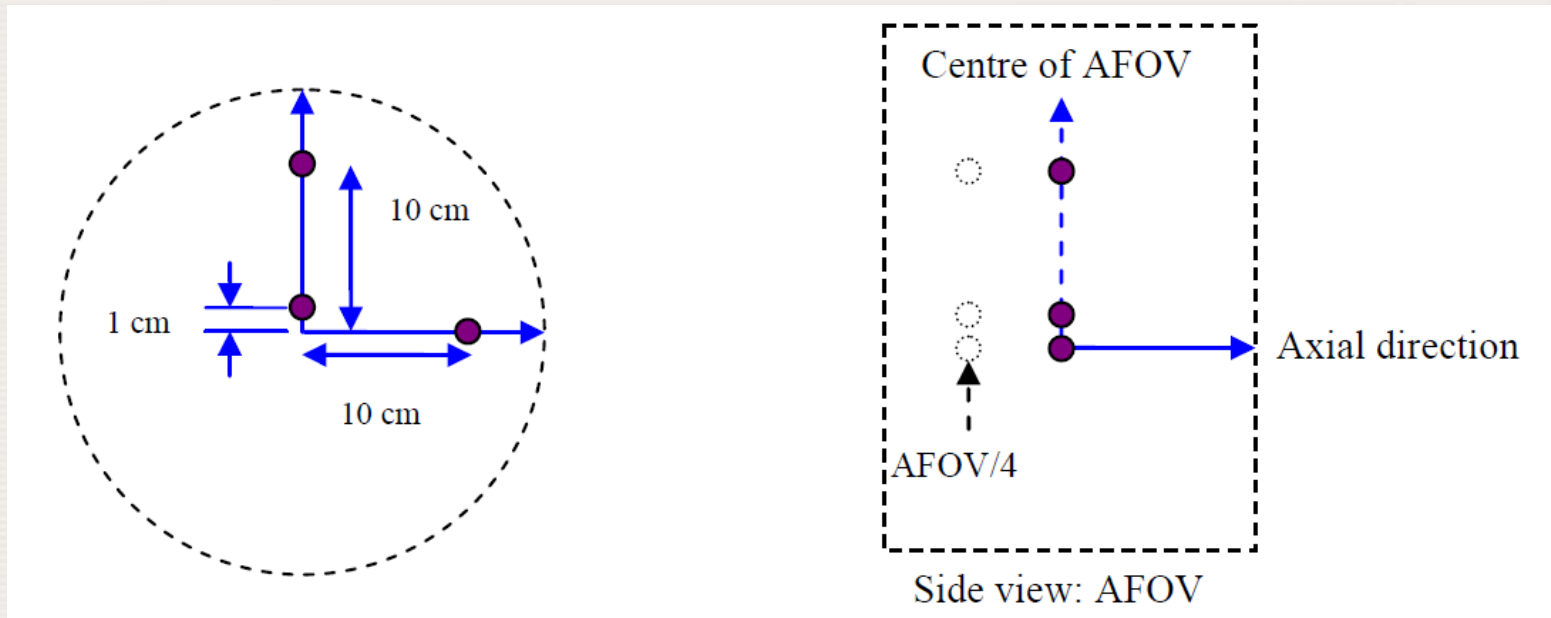 10 cm
1 cm
10 cm
Centre of AFOV
Axial direction
AFOV/4
Side view: AFOV